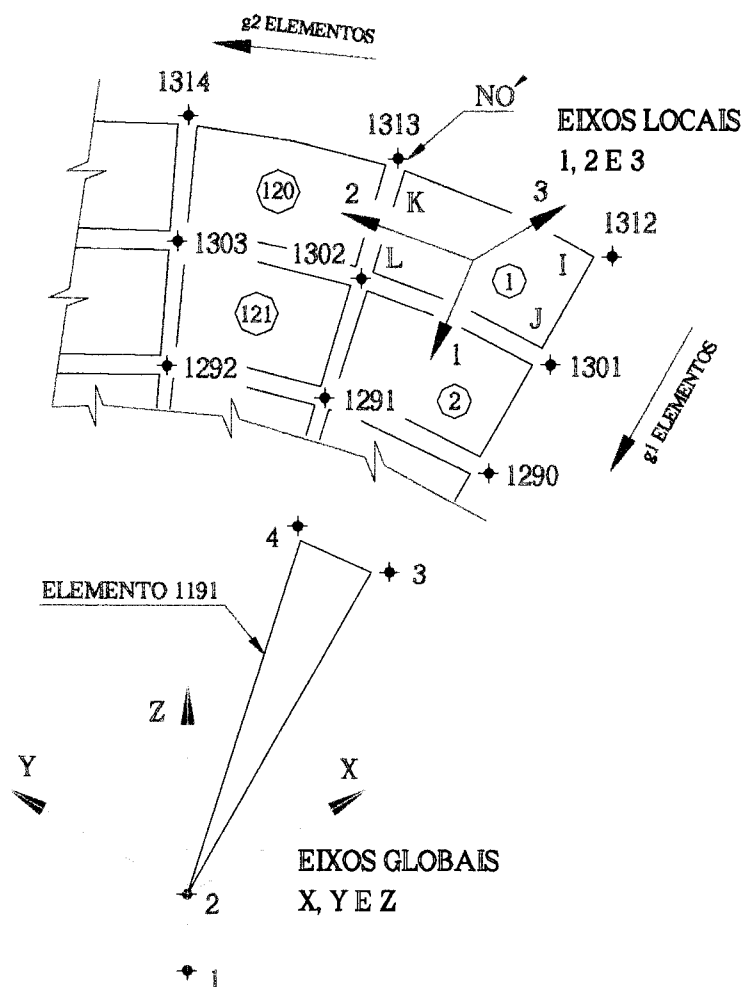 g2 ELEMENTOS
1314
NO´
1313
EIXOS LOCAIS
1, 2 E 3
120
2
K
3
1312
1303
1302
L
I
1
121
J
1
1301
1292
1291
2
g1 ELEMENTOS
1290
4
3
ELEMENTO 1191
Z
Y
X
EIXOS GLOBAIS
X, Y E Z
2
1